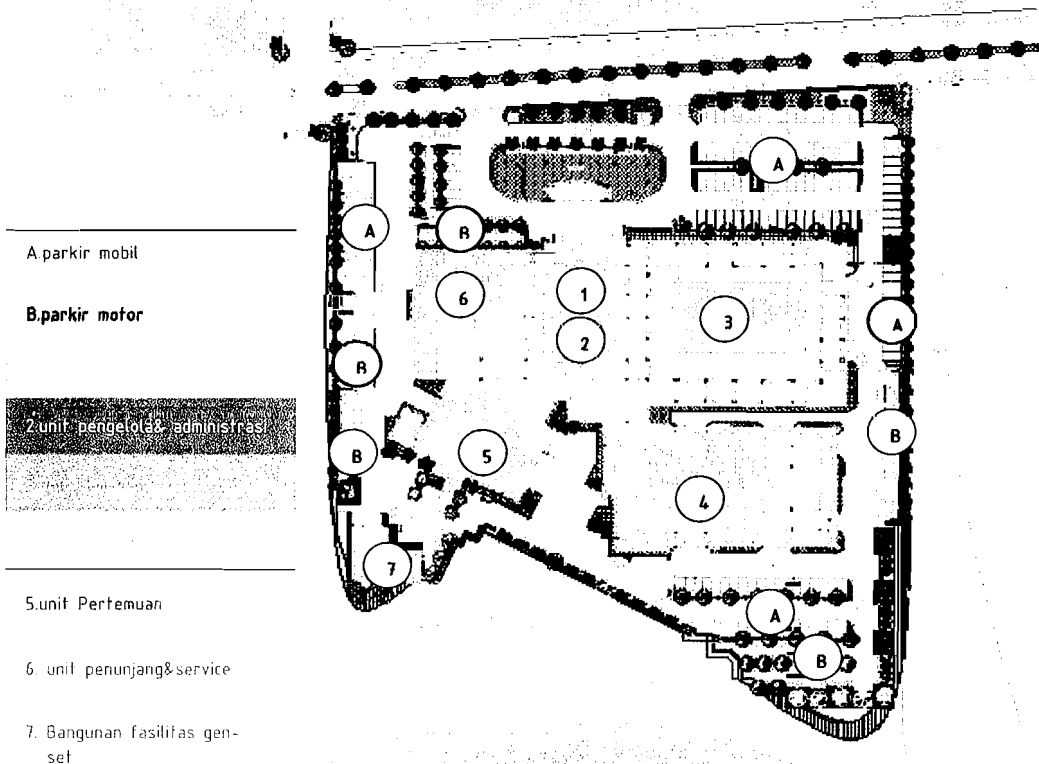 A.parkir mobil
B.parkir motor
2.unit pengelola& administrasi
5.unit Pertemuan
6. unit penunjang&service
7. Bangunan fasilitas gen-
set
A
A
B
6
1
2
3
A
B
B
5
B
4
7
A
B